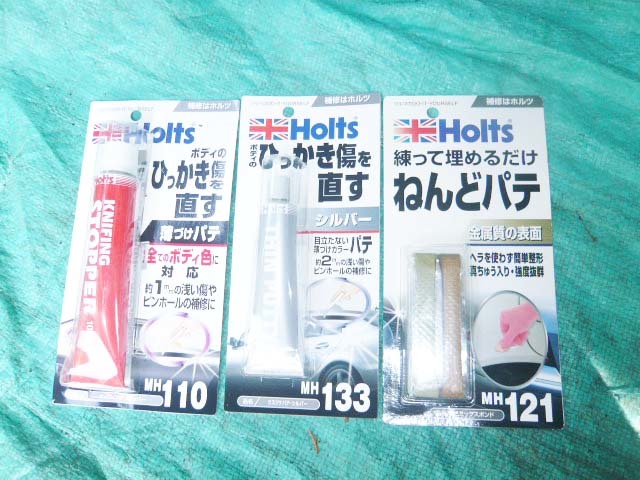 補修はホルツ
Holts
ボディの
ひっかき傷を
直す
薄づけパテ
全てのボディ色に
対応
約1mmの浅い傷や
ピンホールの補修に
KNIFING
STOPPER
MH110
補修はホルツ
Holts
ボディの
ひっかき傷を
直す
シルバー
目立たない
薄づけカラーパテ
約2mmの浅い傷や
ピンホールの補修に
MH133
補修はホルツ
Holts
練って埋めるだけ
ねんどパテ
金属質の表面
ヘラを使わず簡単整形
真ちゅう入り・強度抜群
MH121